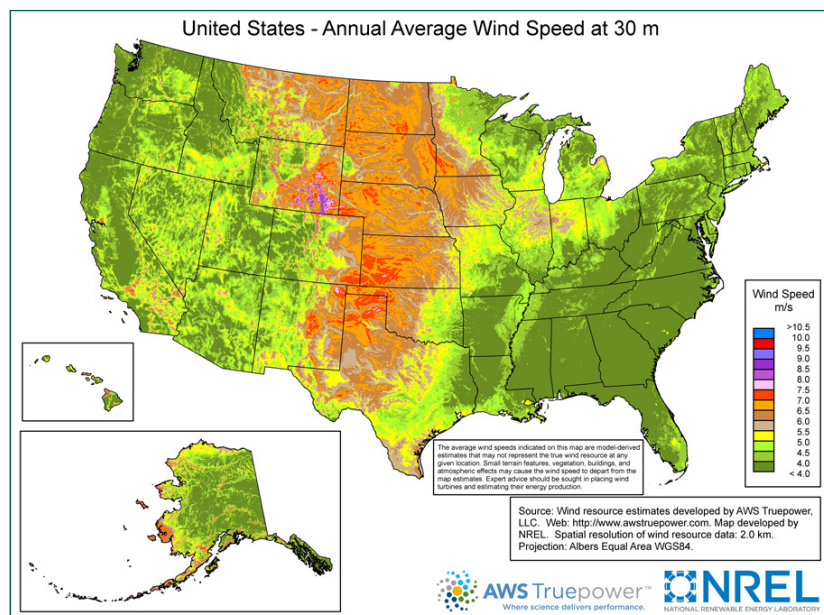 United States - Annual Average Wind Speed at 30 m
Wind Speed
m/s
>10.5
10.0
9.5
9.0
8.5
8.0
7.5
7.0
6.5
6.0
5.5
5.0
4.5
4.0
< 4.0
The average wind speeds indicated on this map are model-derived
estimates that may not represent the true wind resource at any
given location. Small terrain features, vegetation, buildings, and
atmospheric effects may cause the wind speed to depart from the
map estimates. Expert advice should be sought in placing wind
turbines and estimating their energy production.
Source: Wind resource estimates developed by AWS Truepower,
LLC. Web: http://www.awstruepower.com. Map developed by
NREL. Spatial resolution of wind resource data: 2.0 km.
Projection: Albers Equal Area WGS84.
AWS Truepower™
Where science delivers performance.
NREL
NATIONAL RENEWABLE ENERGY LABORATORY